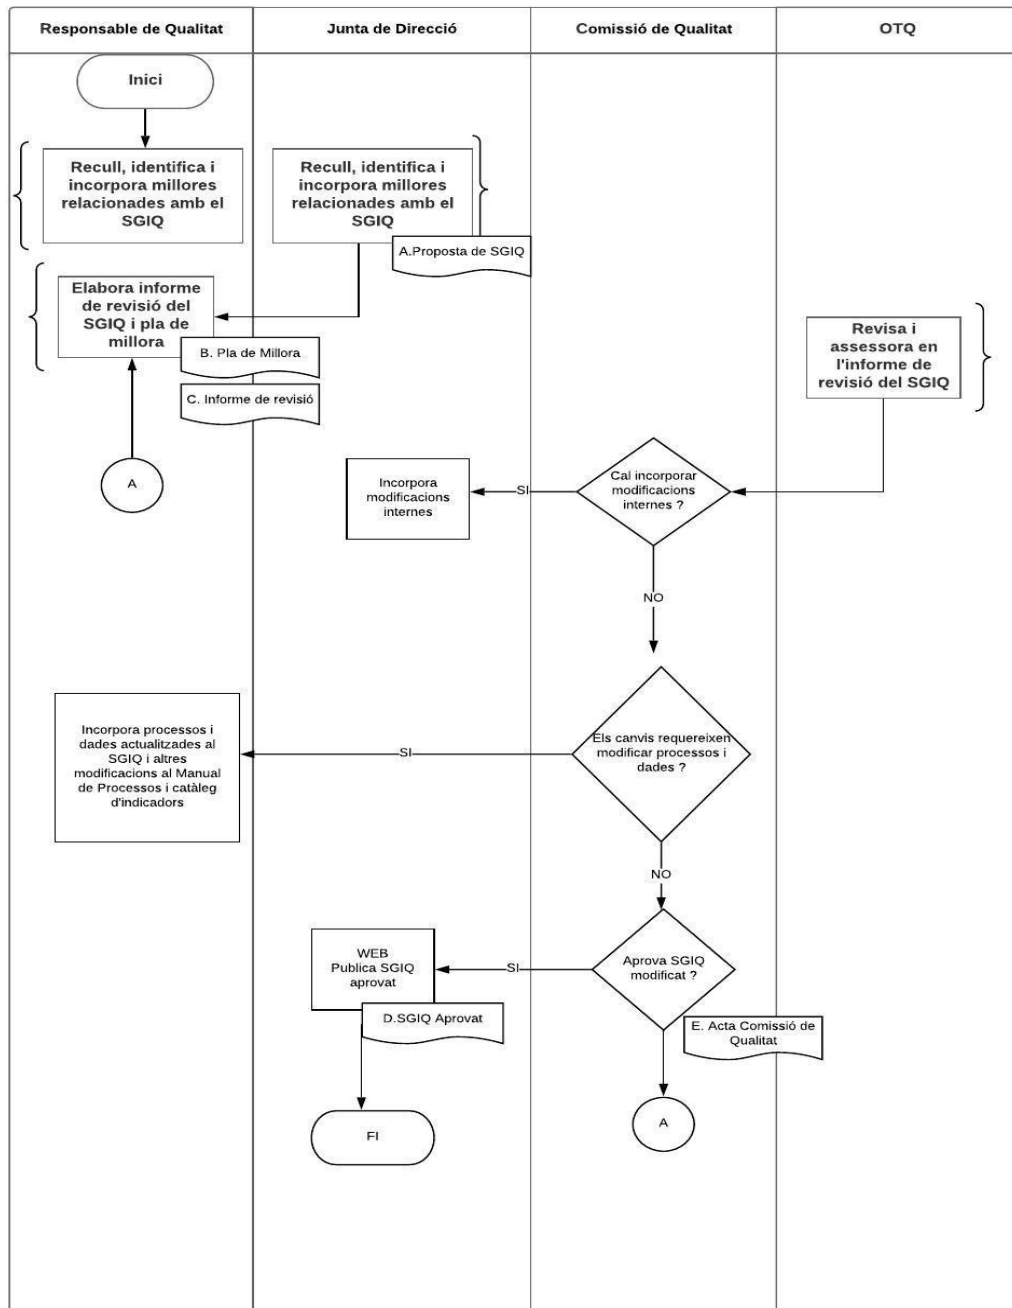 Responsable de Qualitat
Junta de Direcció
Comissió de Qualitat
OTQ
Inici
Recull, identifica i
incorpora millores
relacionades amb el
SGIQ
Recull, identifica i
incorpora millores
relacionades amb el
SGIQ
A.Proposta de SGIQ
Elabora informe
de revisió del
SGIQ i pla de
millora
B. Pla de Millora
C. Informe de revisió
Revisa i
assessora en
l'informe de
revisió del SGIQ
A
Incorpora
modificacions
internes
SI
Cal incorporar
modificacions
internes ?
NO
Incorpora processos i
dades actualitzades al
SGIQ i altres
modificacions al Manual
de Processos i catàleg
d'indicadors
SI
Els canvis requereixen
modificar processos i
dades ?
NO
WEB
Publica SGIQ
aprovat
D.SGIQ Aprovat
SI
Aprova SGIQ
modificat ?
E. Acta Comissió de
Qualitat
FI
A